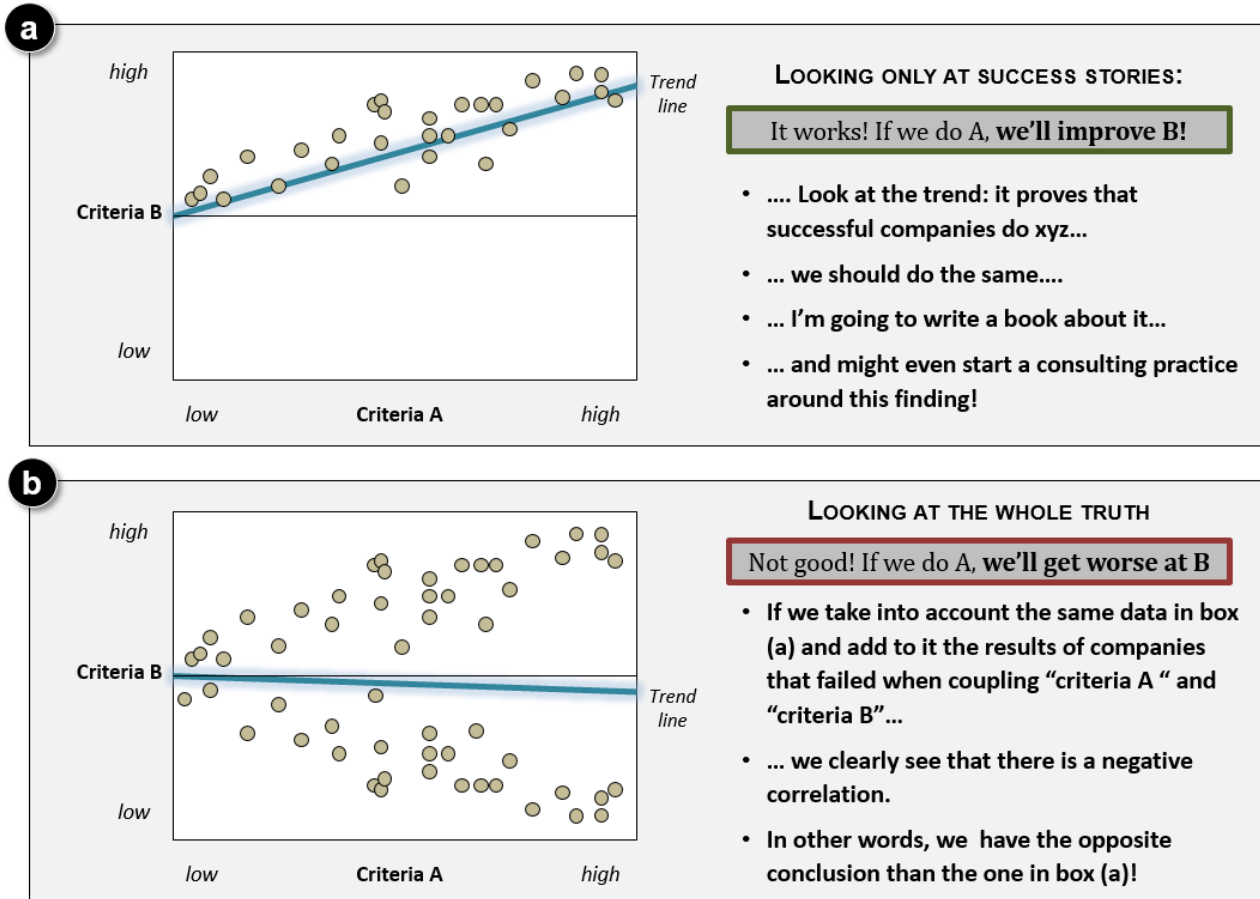 a
high
Criteria B
low
low Criteria A high
Trend
line
LOOKING ONLY AT SUCCESS STORIES:
It works! If we do A, we'll improve B!
• .... Look at the trend: it proves that
successful companies do xyz...
• ... we should do the same....
• ... I'm going to write a book about it...
• ... and might even start a consulting practice
around this finding!
b
high
Criteria B
low
low Criteria A high
Trend
line
LOOKING AT THE WHOLE TRUTH
Not good! If we do A, we'll get worse at B
• If we take into account the same data in box
(a) and add to it the results of companies
that failed when coupling “criteria A “ and
“criteria B”...
• ... we clearly see that there is a negative
correlation.
• In other words, we have the opposite
conclusion than the one in box (a)!